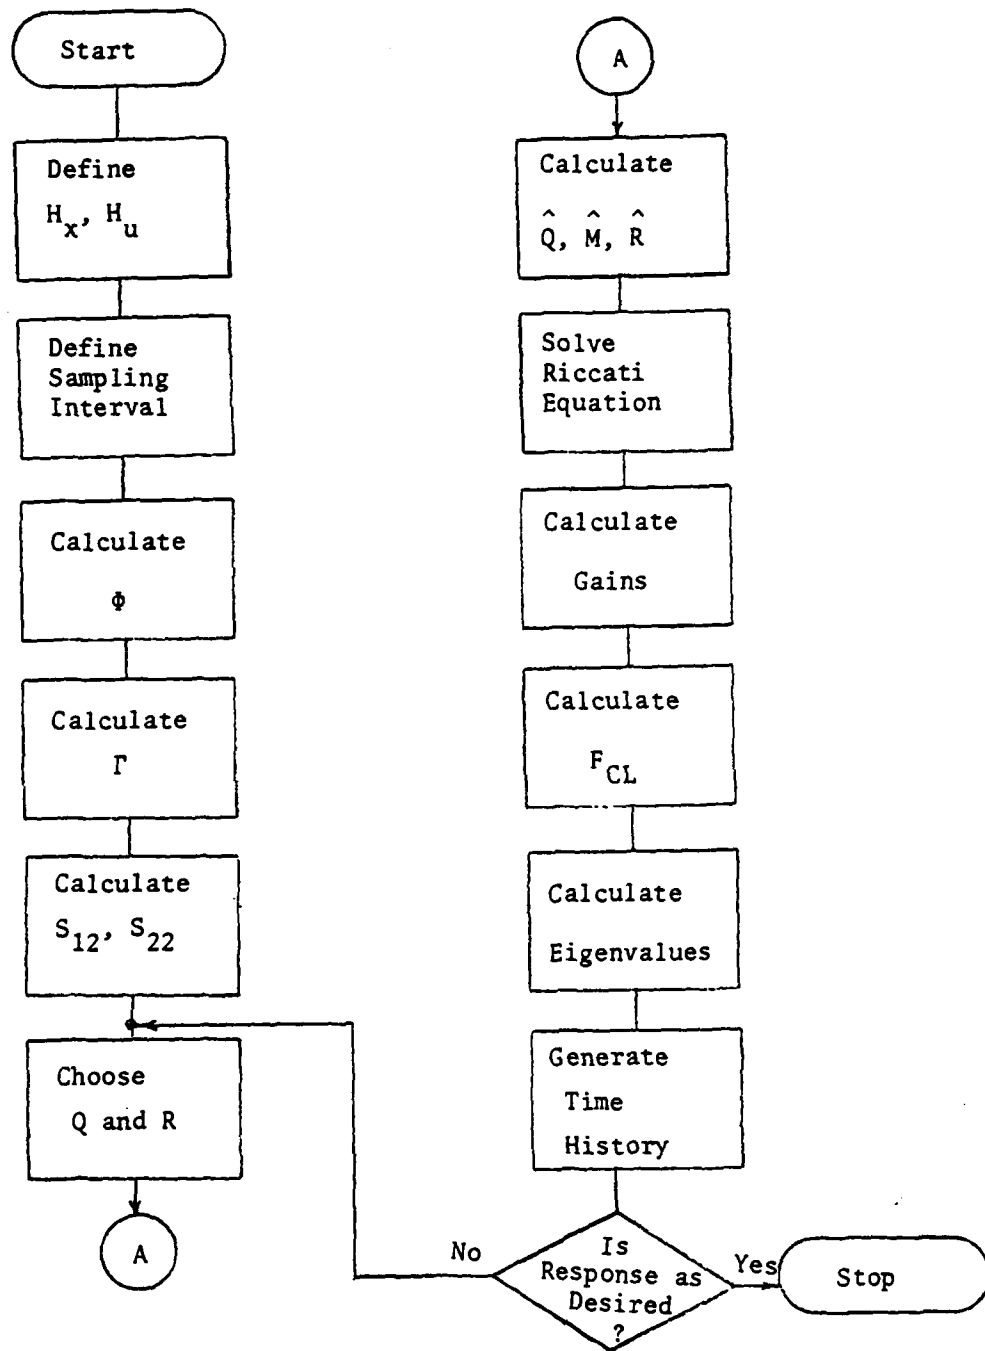 Start
Define
H_x, H_u
Define
Sampling
Interval
Calculate
Φ
Calculate
Γ
Calculate
S_12, S_22
Choose
Q and R
A
A
Calculate
Q̂, M̂, R̂
Solve
Riccati
Equation
Calculate
Gains
Calculate
F_CL
Calculate
Eigenvalues
Generate
Time
History
Is
Response as
Desired
?
No
Yes
Stop